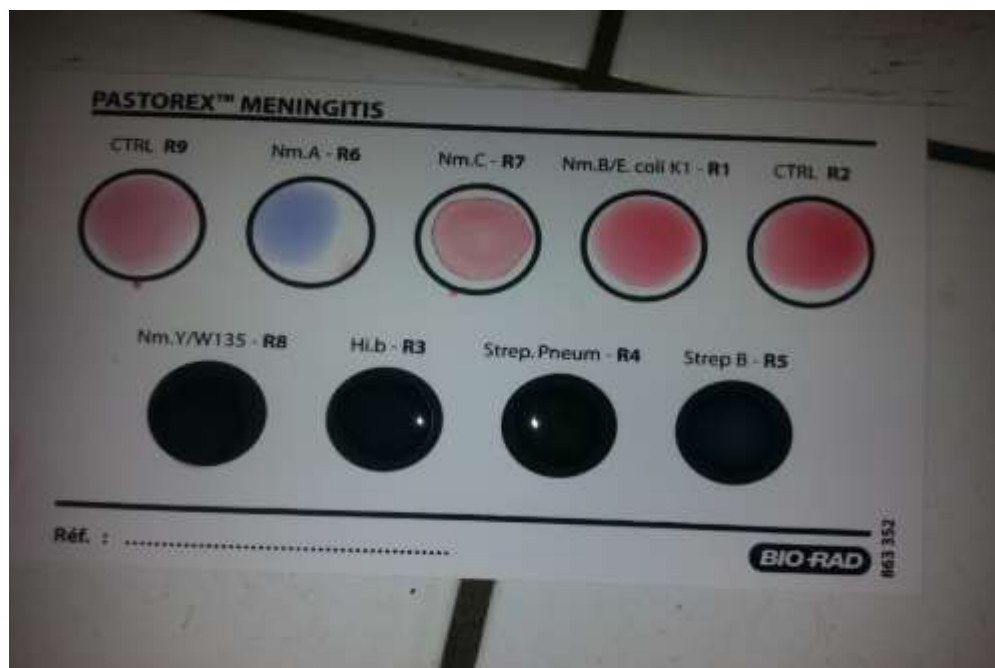 PASTOREX™ MENINGITIS
CTRL R9
Nm.A - R6
Nm.C - R7
Nm.B/E. coli K1 - R1
CTRL R2
Nm.Y/W135 - R8
Hi.b - R3
Strep. Pneum - R4
Strep B - R5
Réf. : ................................................
BIO-RAD
863 352